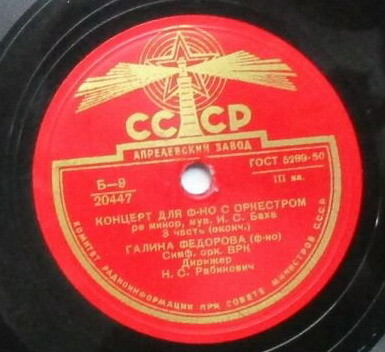 СССР
АПРЕЛЕВСКИЙ ЗАВОД
ГОСТ 5289-50
Б—9
20447
III кл.
КОНЦЕРТ ДЛЯ Ф-НО С ОРКЕСТРОМ
ре минор, муз. И. С. Баха
3 часть (оконч.)
ГАЛИНА ФЕДОРОВА (ф-но)
Симф. орк. ВРК
Дирижер
Н. С. Рабинович
КОМИТЕТ РАДИОИНФОРМАЦИИ ПРИ СОВЕТЕ МИНИСТРОВ СССР